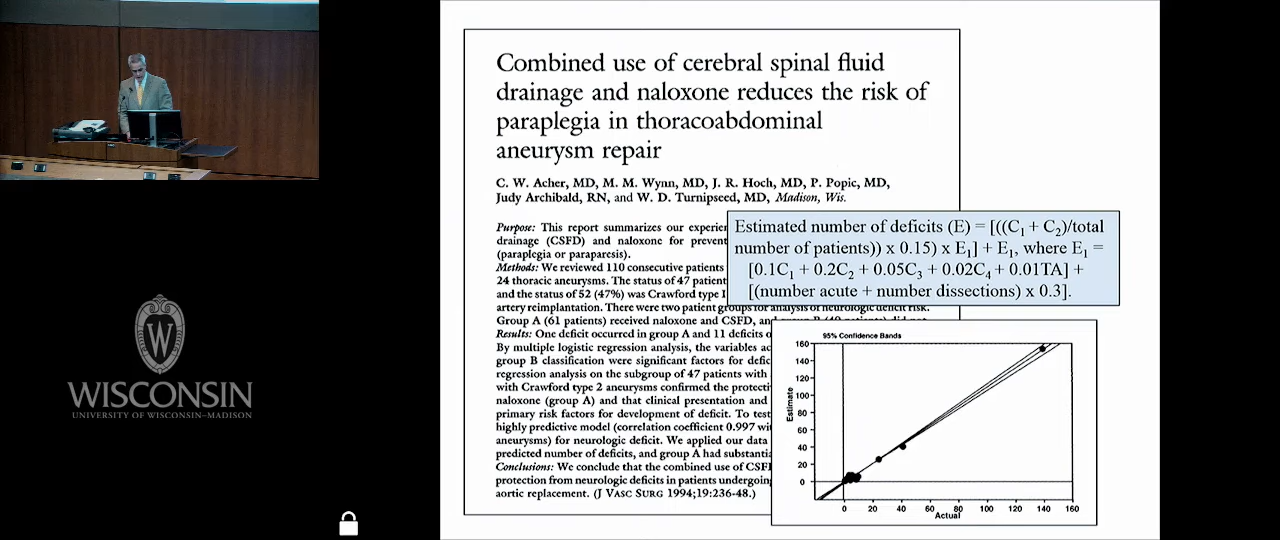 Combined use of cerebral spinal fluid
drainage and naloxone reduces the risk of
paraplegia in thoracoabdominal
aneurysm repair
C. W. Acher, MD, M. M. Wynn, MD, J. R. Hoch, MD, P. Popic, MD,
Judy Archibald, RN, and W. D. Turnipseed, MD, Madison, Wis.
Purpose: This report summarizes our
drainage (CSFD) and naloxone for
(paraplegia or paraparesis).
Methods: We reviewed 110 consecutive patients
24 thoracic aneurysms. The status of 47
and the status of 52 (47%) was Crawford type
artery reimplantation. There were two patient groups for analysis of neurologic deficit risk.
Group A (61 patients) received naloxone and CSFD, and group B (49 patients) did not
Results: One deficit occurred in group A and 11 deficits
By multiple logistic regression analysis, the variables
group B classification were significant factors for
regression analysis on the subgroup of 47 patients with
with Crawford type 2 aneurysms confirmed the
naloxone (group A) and that clinical presentation and
primary risk factors for development of deficit. To
highly predictive model (correlation coefficient 0.997
aneurysms) for neurologic deficit. We applied our data
predicted number of deficits, and group A had
Conclusions: We conclude that the combined use of
protection from neurologic deficits in patients
aortic replacement. (J VASC SURG 1994;19:236-48.)
Estimated number of deficits (E) = [((C1 + C2)/total
number of patients)) x 0.15) x E1] + E1, where E1 =
[0.1C1 + 0.2C2 + 0.05C3 + 0.02C4 + 0.01TA] +
[(number acute + number dissections) x 0.3].
95% Confidence Bands
160
140
120
100
80
60
40
20
0
Estimate
0 20 40 60 80 100 120 140 160
Actual
W
WISCONSIN
UNIVERSITY OF WISCONSIN–MADISON